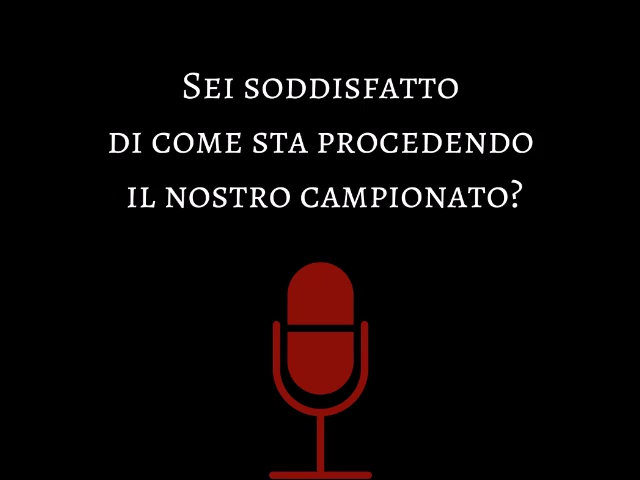 Sei soddisfatto
di come sta procedendo
il nostro campionato?